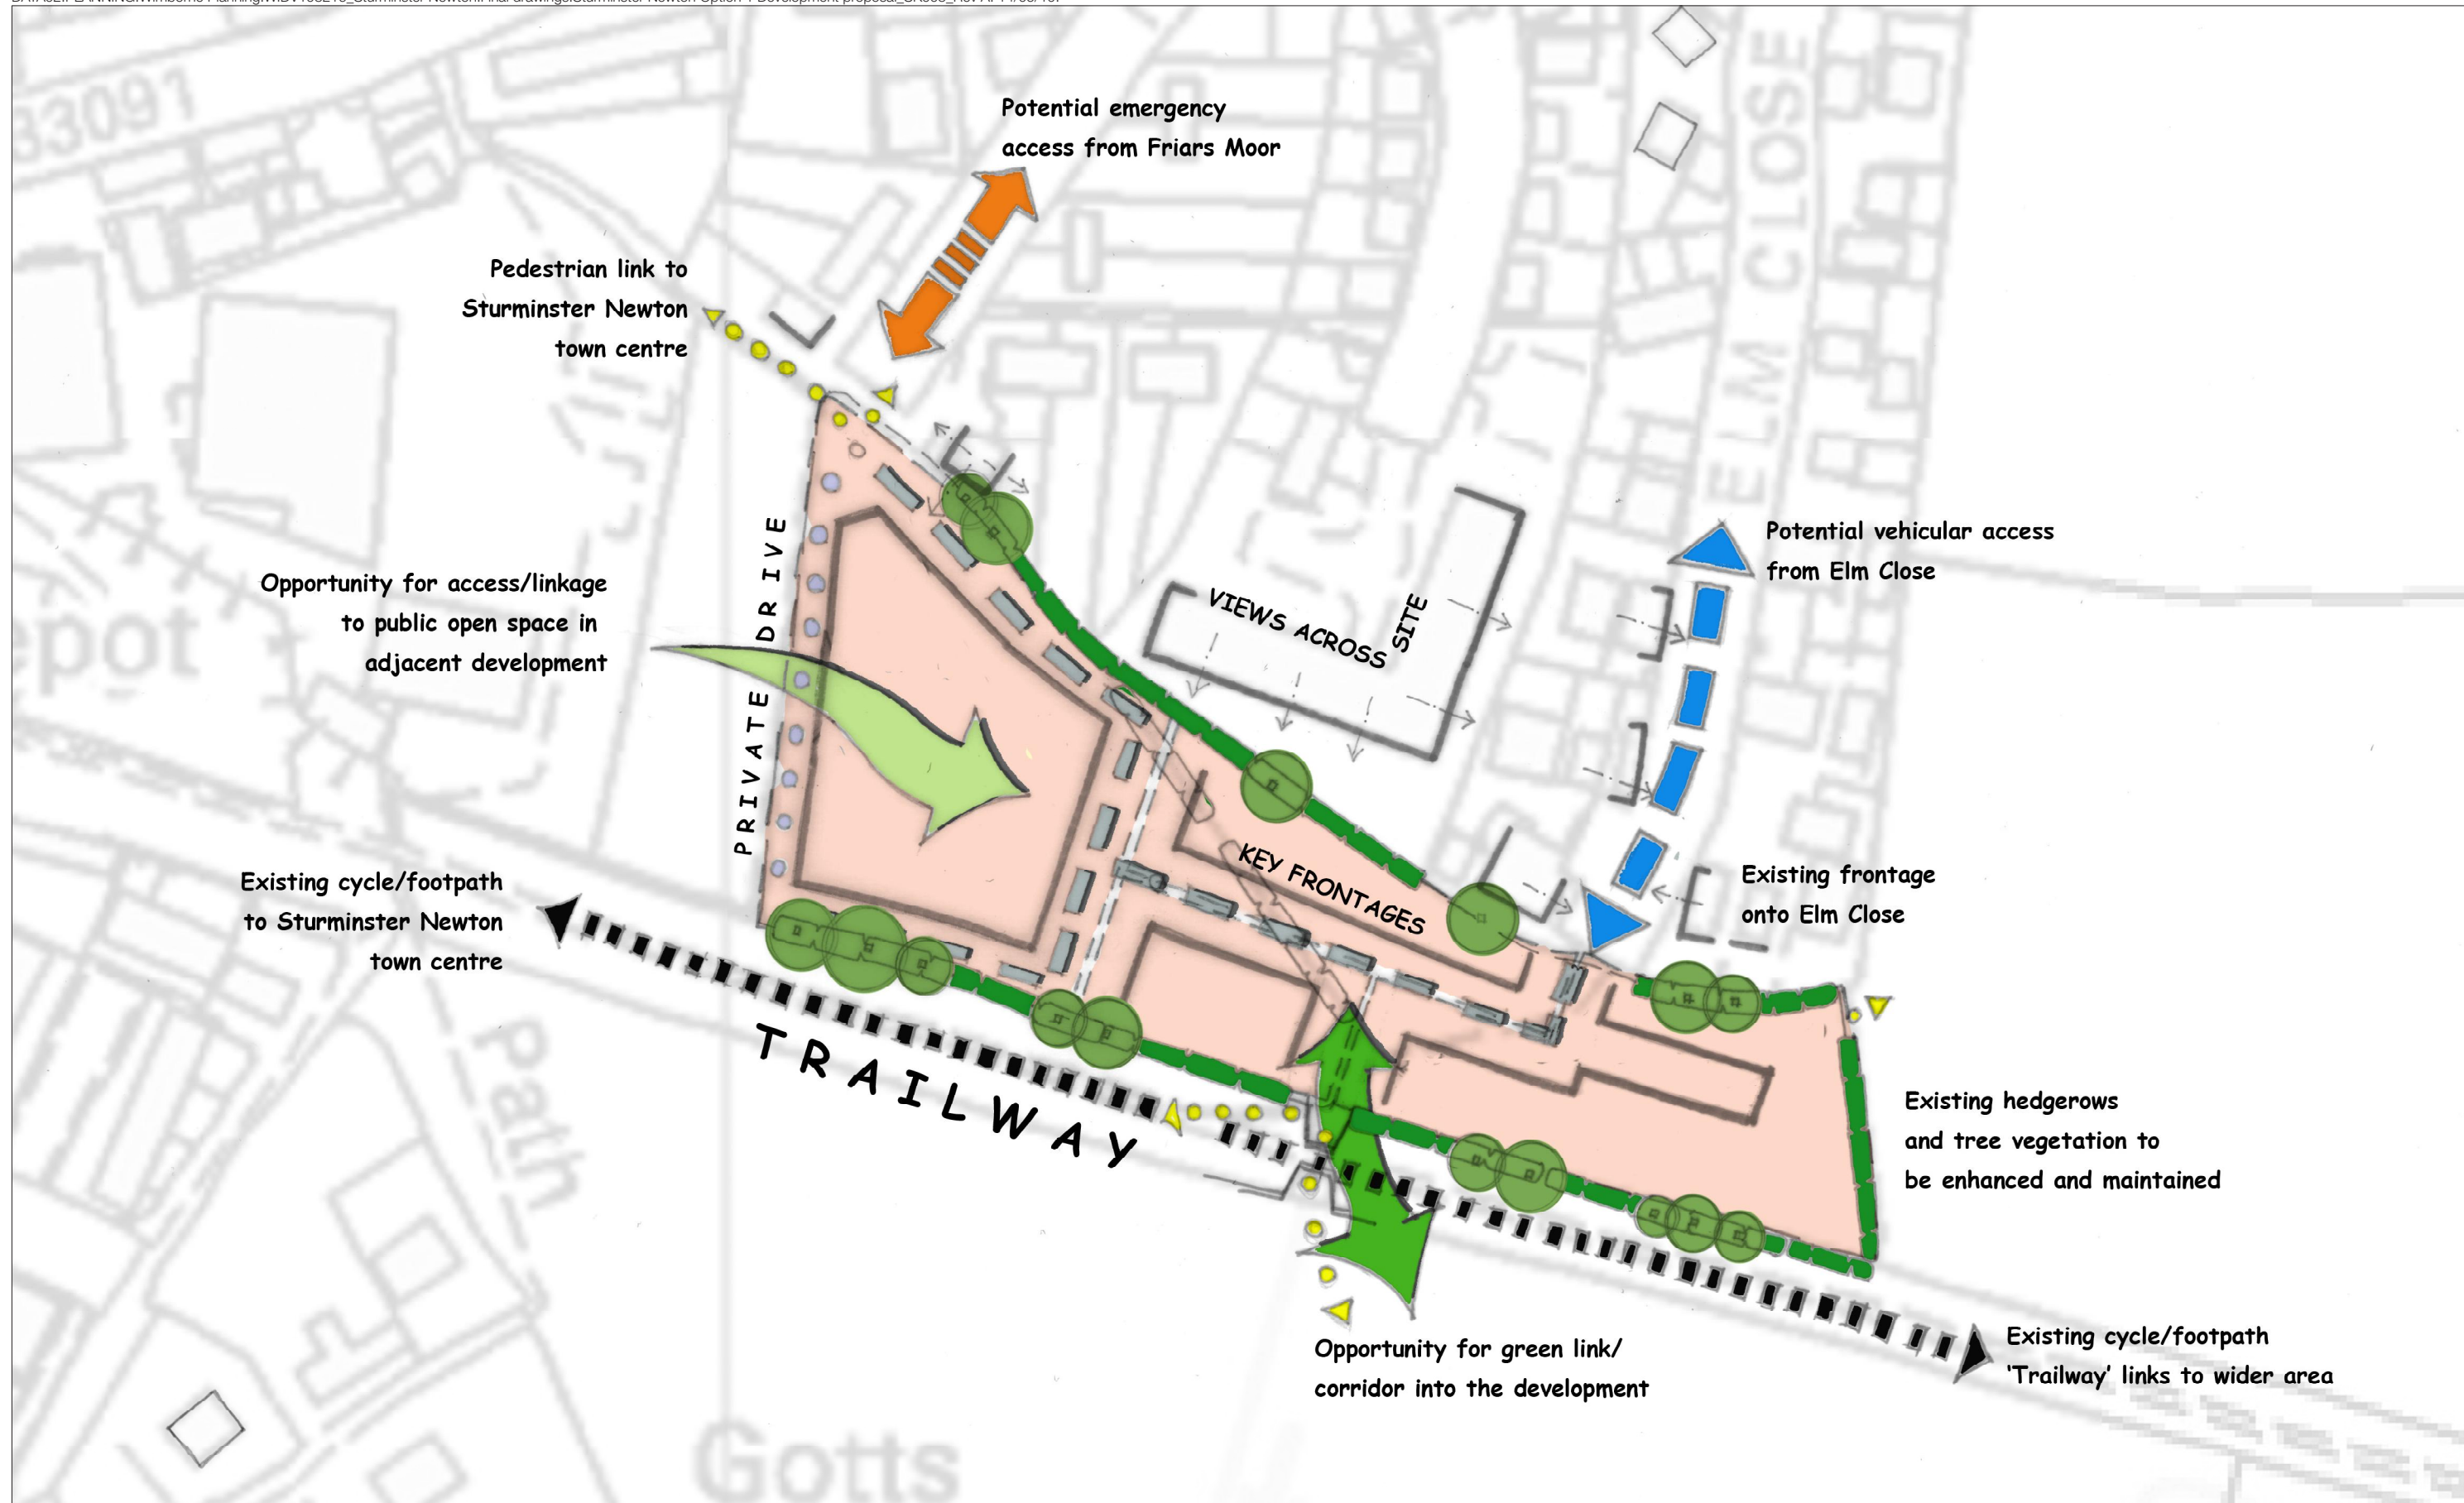 33091
Potential emergency
access from Friars Moor
Pedestrian link to
Sturminster Newton
town centre
ELM CLOSE
Potential vehicular access
from Elm Close
Opportunity for access/linkage
to public open space in
adjacent development
PRIVATE DRIVE
VIEWS ACROSS SITE
epot
KEY FRONTAGES
Existing cycle/footpath
to Sturminster Newton
town centre
Existing frontage
onto Elm Close
TRAILWAY
Path
Existing hedgerows
and tree vegetation to
be enhanced and maintained
Opportunity for green link/
corridor into the development
Existing cycle/footpath
'Trailway' links to wider area
Gotts